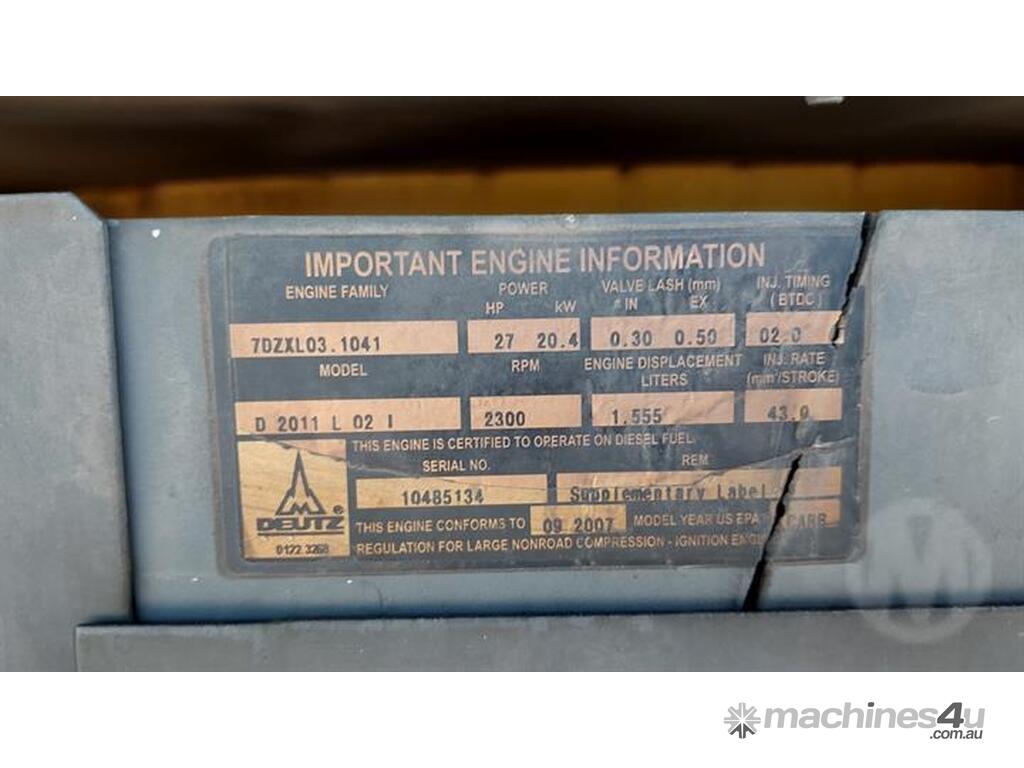 IMPORTANT ENGINE INFORMATION
ENGINE FAMILY POWER VALVE LASH (mm) INJ. TIMING
HP kW IN EX (BTDC)
7DZXL03.1041 27 20.4 0.30 0.50 02.0
MODEL RPM ENGINE DISPLACEMENT INJ. RATE
LITERS (mm³/STROKE)
D 2011 L 02 I 2300 1.555 43.0
THIS ENGINE IS CERTIFIED TO OPERATE ON DIESEL FUEL
SERIAL NO. REM
10485134 Supplementary Label
DEUTZ ®
THIS ENGINE CONFORMS TO 09 2007 MODEL YEAR US EPA
0122 3268 REGULATION FOR LARGE NONROAD COMPRESSION - IGNITION
M
machines4u
.com.au